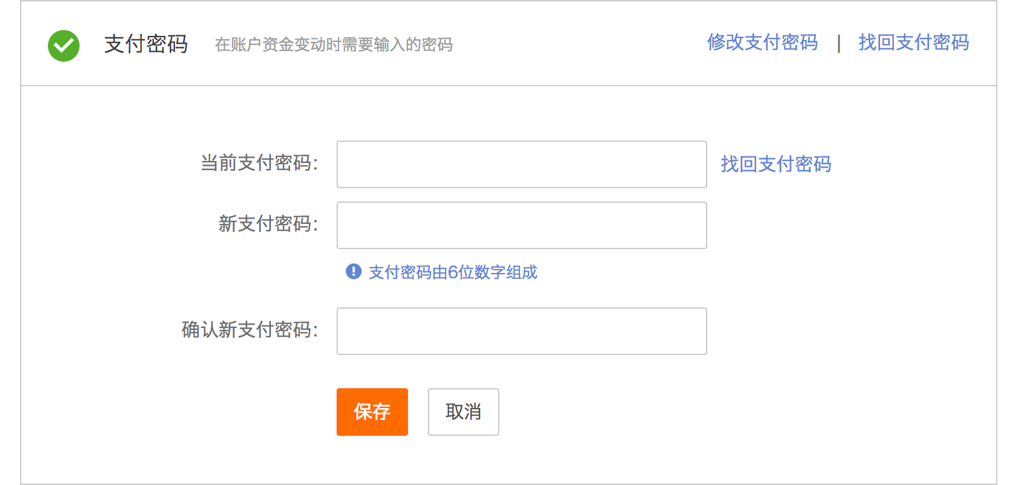 支付密码 在账户资金变动时需要输入的密码 修改支付密码 | 找回支付密码
当前支付密码： 找回支付密码
新支付密码：
支付密码由6位数字组成
确认新支付密码：
保存 取消